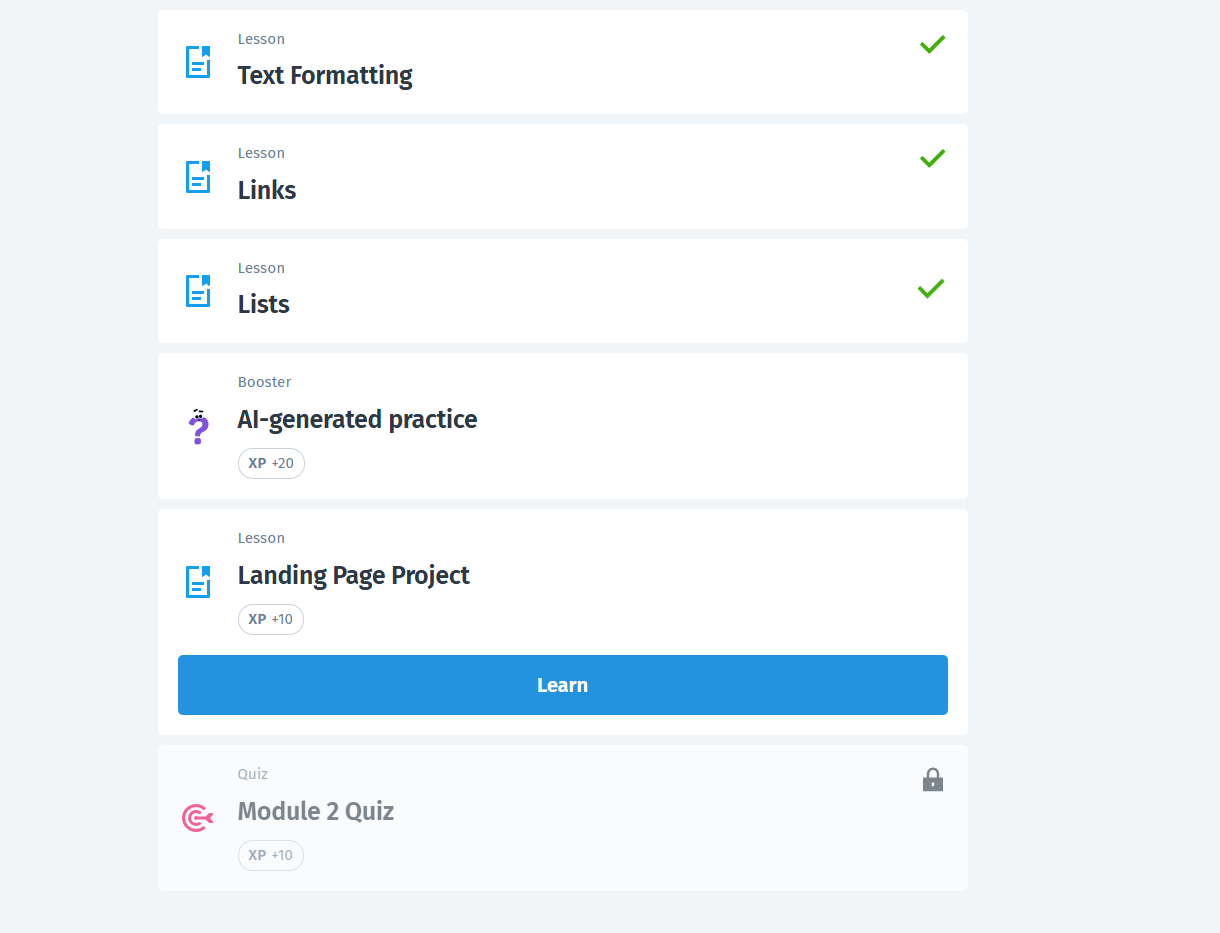 Lesson
Text Formatting
Lesson
Links
Lesson
Lists
Booster
AI-generated practice
XP +20
Lesson
Landing Page Project
XP +10
Learn
Quiz
Module 2 Quiz
XP +10